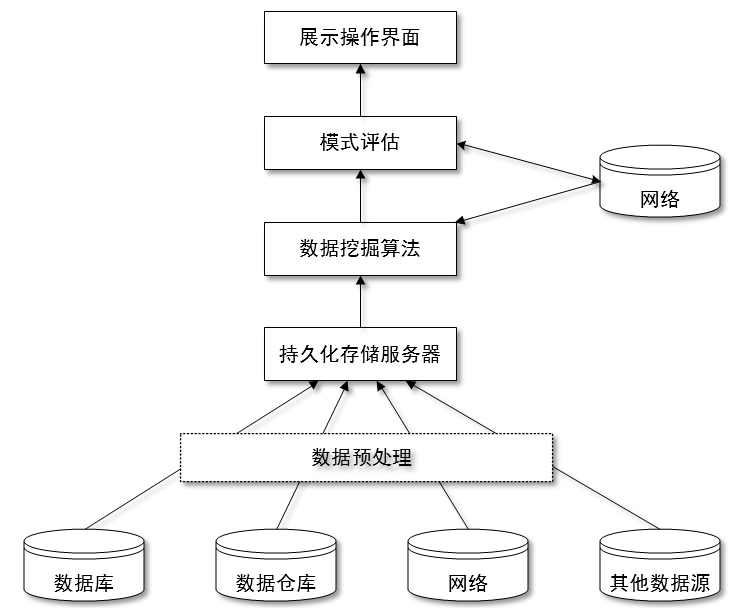 展示操作界面
模式评估
网络
数据挖掘算法
持久化存储服务器
数据预处理
数据库
数据仓库
网络
其他数据源